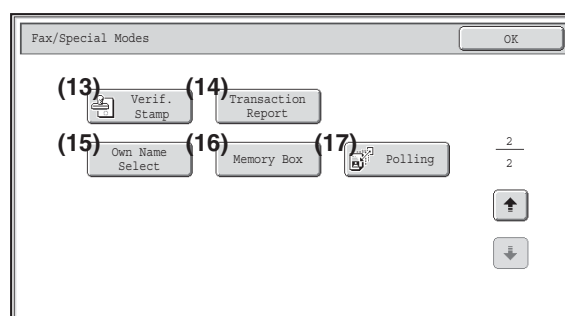 Fax/Special Modes
OK
(13)
Verif.
Stamp
(14)
Transaction
Report
(15)
Own Name
Select
(16)
Memory Box
(17)
Polling
2
2